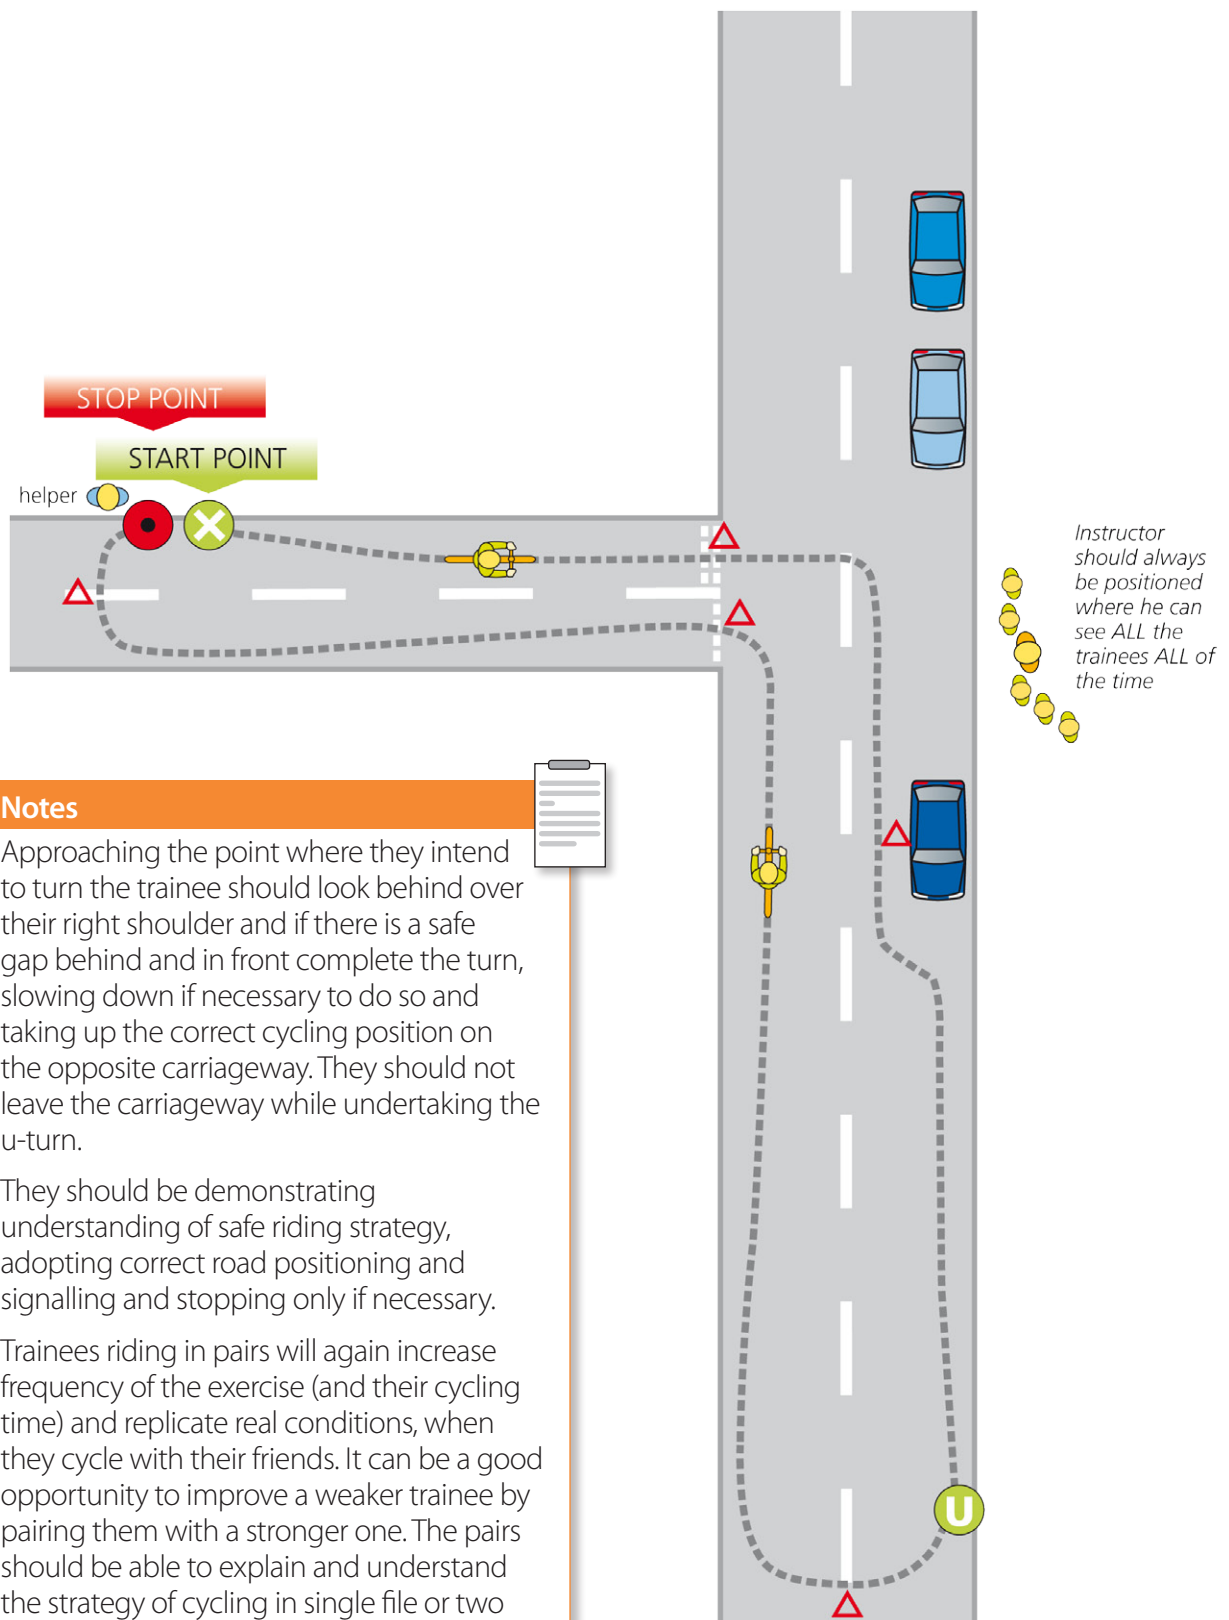 STOP POINT
START POINT
helper
Instructor
should always
be positioned
where he can
see ALL the
trainees ALL of
the time
Notes
Approaching the point where they intend
to turn the trainee should look behind over
their right shoulder and if there is a safe
gap behind and in front complete the turn,
slowing down if necessary to do so and
taking up the correct cycling position on
the opposite carriageway. They should not
leave the carriageway while undertaking the
u-turn.
They should be demonstrating
understanding of safe riding strategy,
adopting correct road positioning and
signalling and stopping only if necessary.
Trainees riding in pairs will again increase
frequency of the exercise (and their cycling
time) and replicate real conditions, when
they cycle with their friends. It can be a good
opportunity to improve a weaker trainee by
pairing them with a stronger one. The pairs
should be able to explain and understand
the strategy of cycling in single file or two
U